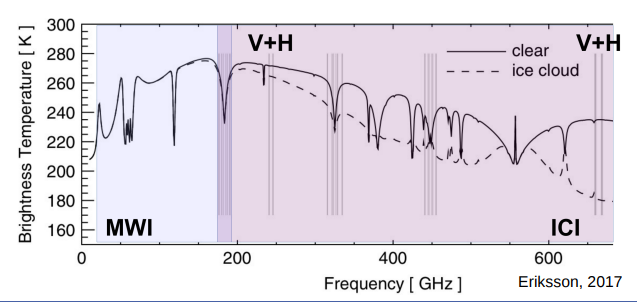 300
280
260
240
220
200
180
160
Brightness Temperature [ K ]
V+H
V+H
clear
ice cloud
MWI
ICI
0
200
400
600
Frequency [ GHz ]
Eriksson, 2017